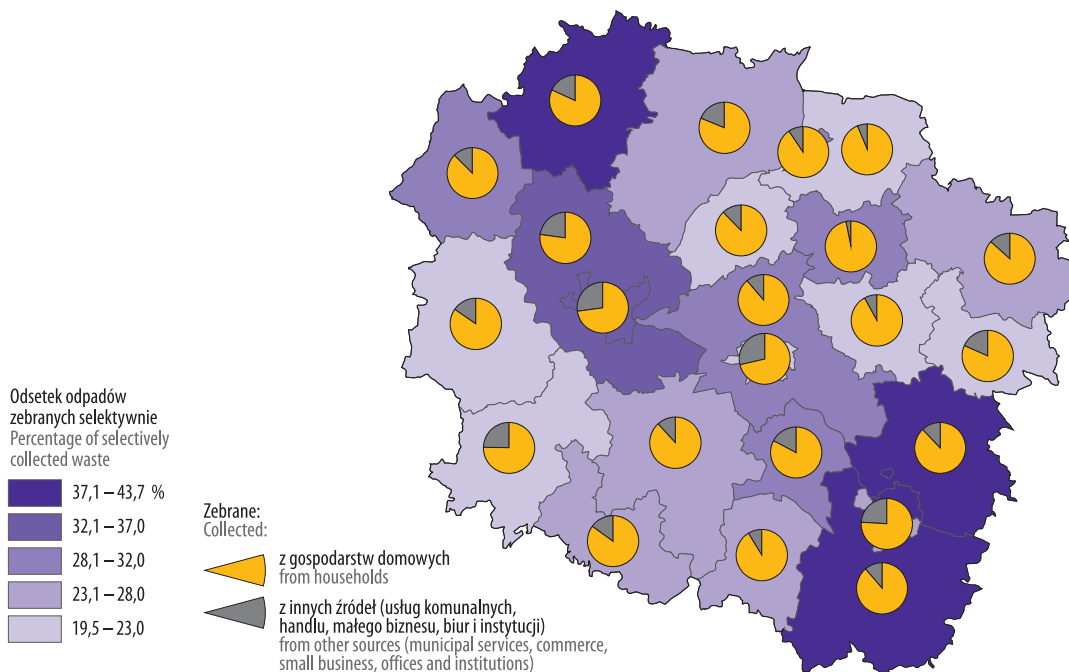 Odsetek odpadów
zebranych selektywnie
Percentage of selectively
collected waste
37,1 – 43,7 %
32,1 – 37,0
28,1 – 32,0
23,1 – 28,0
19,5 – 23,0
Zebrane:
Collected:
z gospodarstw domowych
from households
z innych źródeł (usług komunalnych,
handlu, małego biznesu, biur i instytucji)
from other sources (municipal services, commerce,
small business, offices and institutions)